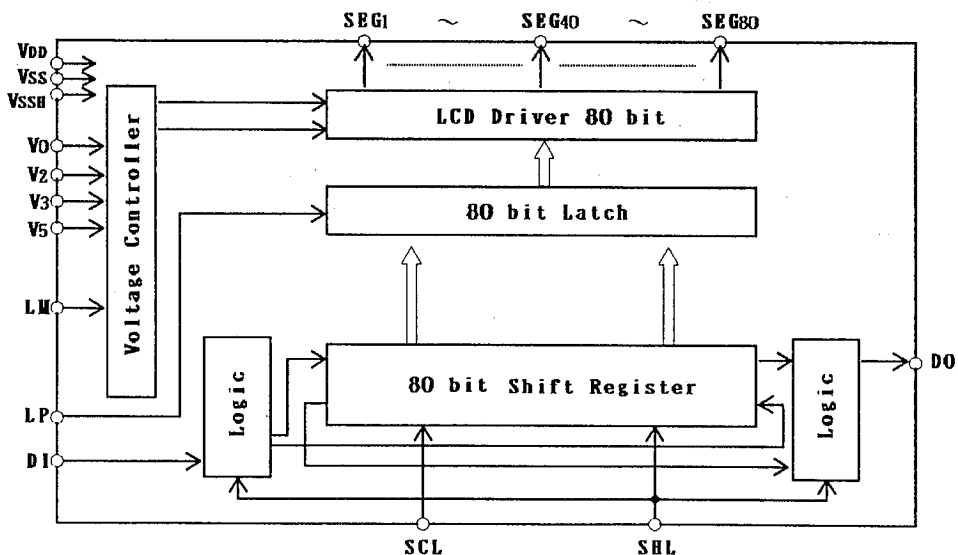 SEG1 ~ SEG40 ~ SEG80
VDD
VSS
VSSH
V0
V2
V3
V5
LM
LP
DI
Voltage Controller
LCD Driver 80 bit
80 bit Latch
80 bit Shift Register
Logic
Logic
DO
SCL
SHL